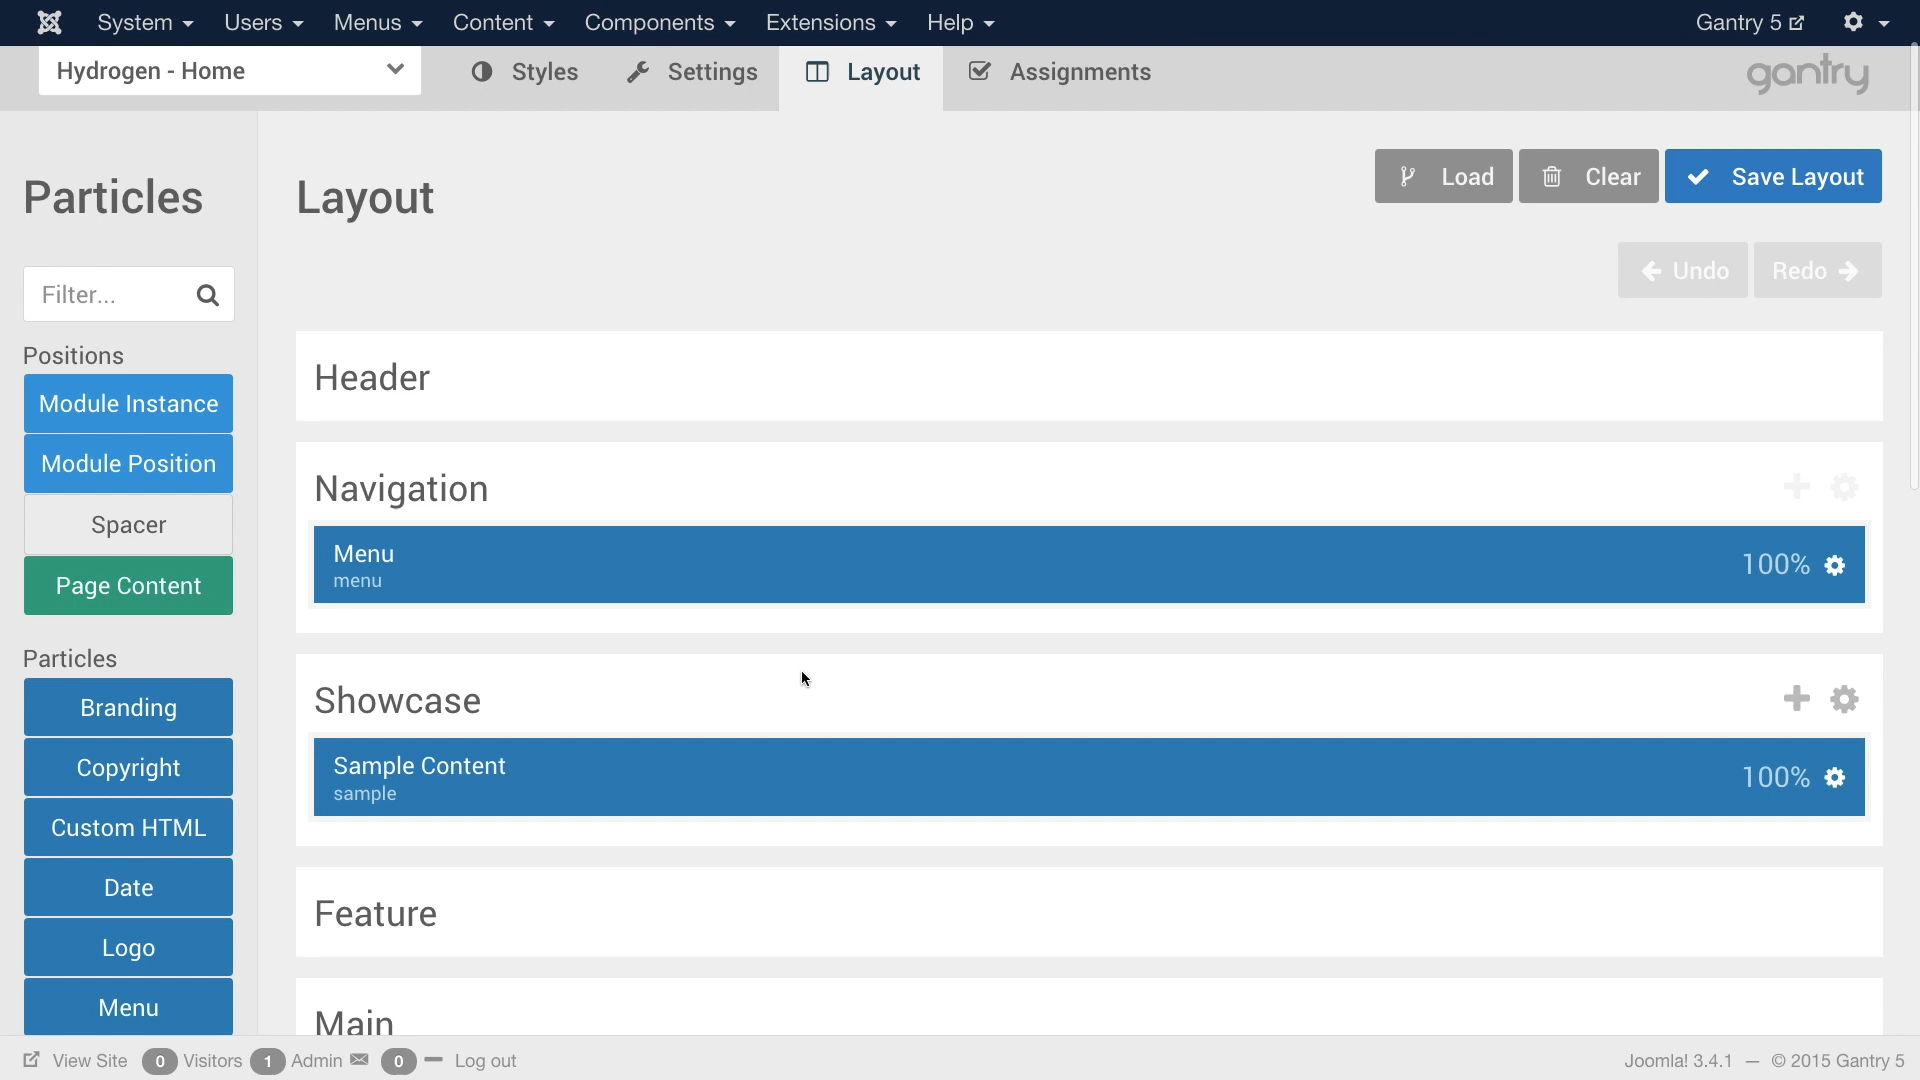 System Users Menus Content Components Extensions Help Gantry 5
Hydrogen - Home Styles Settings Layout Assignments gantry
Particles
Layout
Load Clear Save Layout
Undo Redo
Filter...
Positions
Module Instance
Module Position
Spacer
Page Content
Particles
Branding
Copyright
Custom HTML
Date
Logo
Menu
Header
Navigation
Menu
menu
100%
Showcase
Sample Content
sample
100%
Feature
Main
View Site 0 Visitors 1 Admin 0 Log out Joomla! 3.4.1 — © 2015 Gantry 5